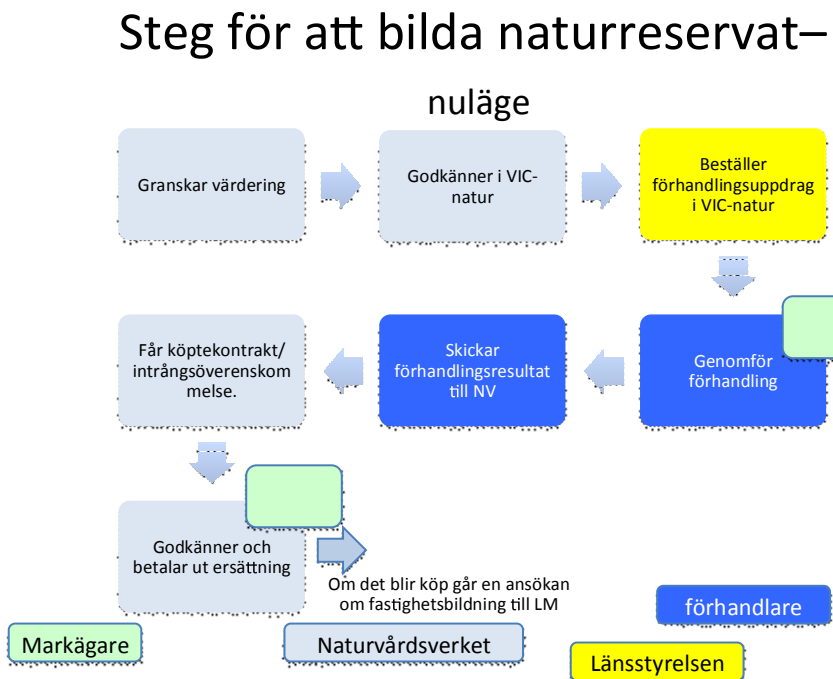 Steg för att bilda naturreservat–
nuläge
Granskar värdering
Godkänner i VIC-
natur
Beställer
förhandlingsuppdrag
i VIC-natur
Genomför
förhandling
Skickar
förhandlingsresultat
till NV
Får köptekontrakt/
intrångsöverenskom
melse.
Godkänner och
betalar ut ersättning
Om det blir köp går en ansökan
om fastighetsbildning till LM
förhandlare
Markägare
Naturvårdsverket
Länsstyrelsen